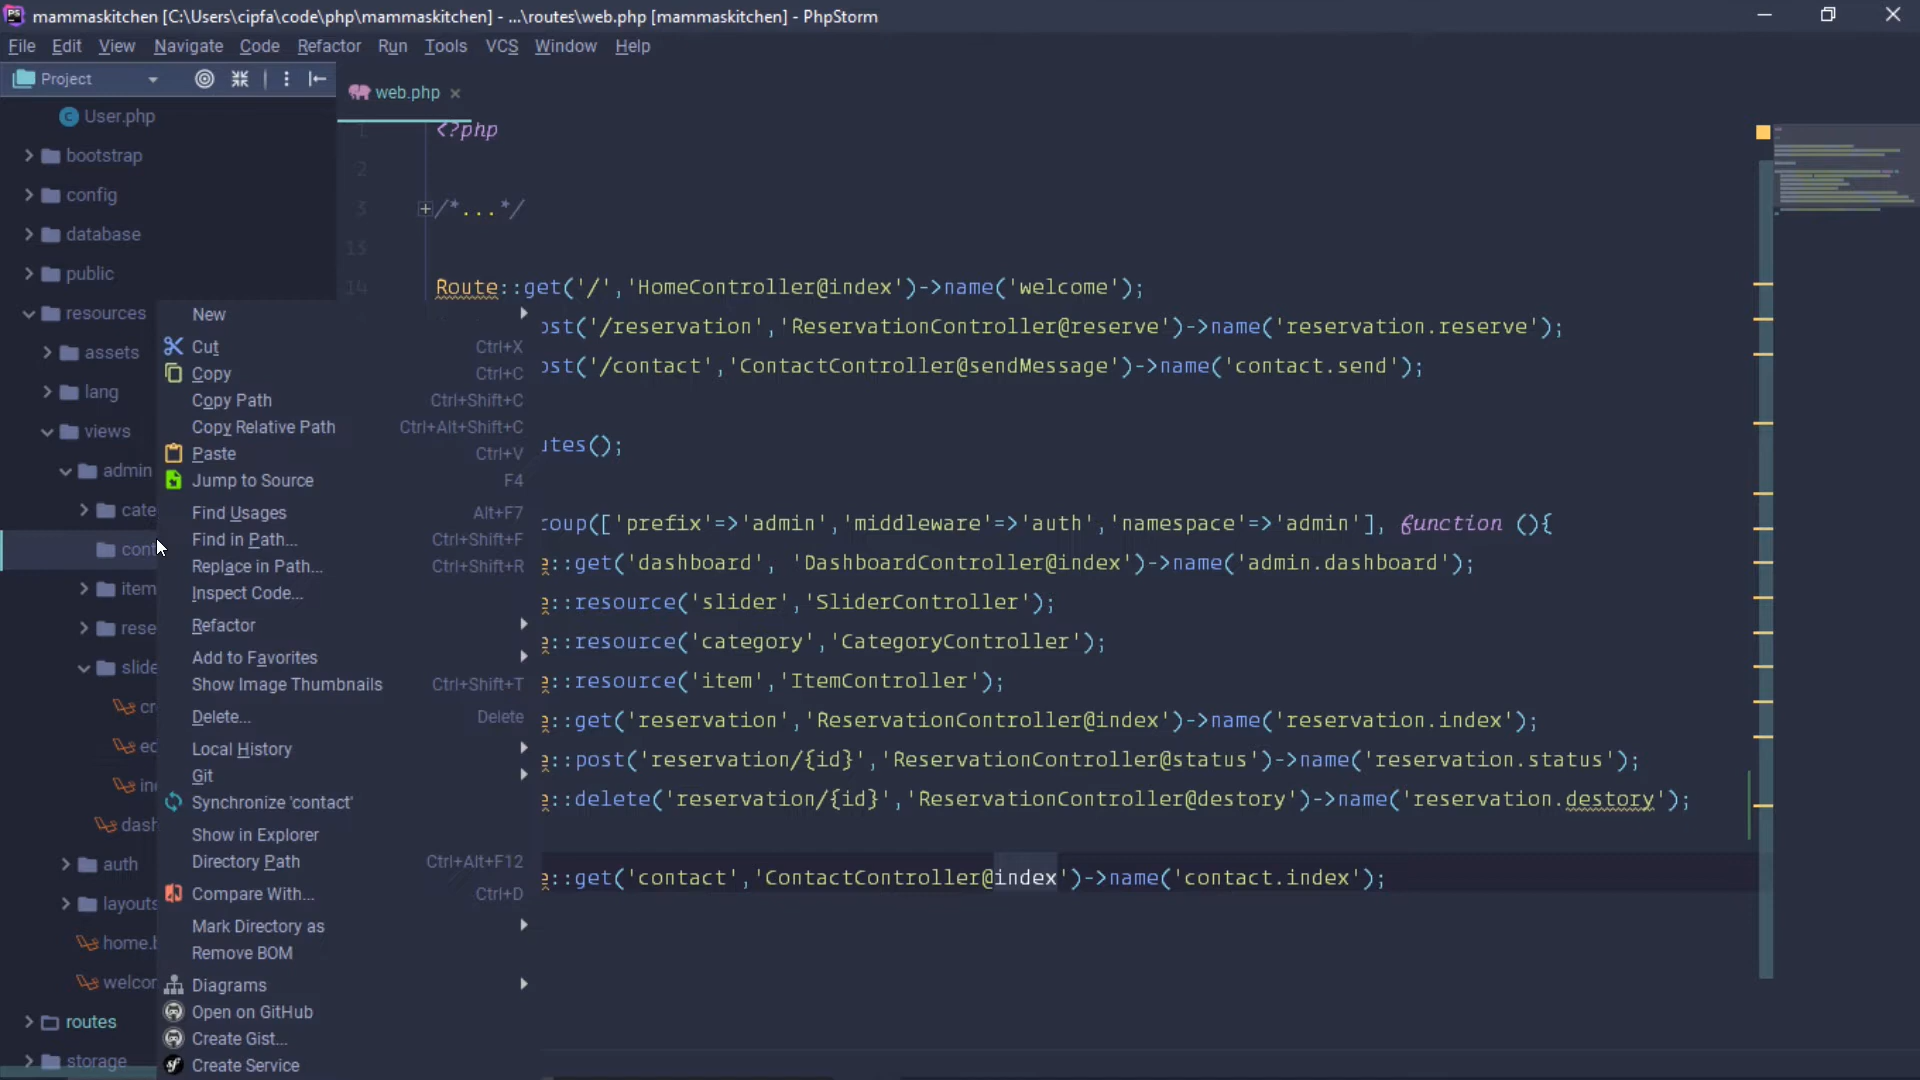 mammaskitchen [C:\Users\cipfa\code\php\mammaskitchen] - ...\routes\web.php [mammaskitchen] - PhpStorm
File Edit View Navigate Code Refactor Run Tools VCS Window Help
Project
web.php
User.php
bootstrap
config
database
public
resources
assets
lang
views
admin
cate
cont
item
rese
slide
cr
ed
in
dash
auth
layouts
home.b
welcor
routes
storage
New
Cut Ctrl+X
Copy Ctrl+C
Copy Path Ctrl+Shift+C
Copy Relative Path Ctrl+Alt+Shift+C
Paste Ctrl+V
Jump to Source F4
Find Usages Alt+F7
Find in Path... Ctrl+Shift+F
Replace in Path... Ctrl+Shift+R
Inspect Code...
Refactor
Add to Favorites
Show Image Thumbnails Ctrl+Shift+T
Delete... Delete
Local History
Git
Synchronize 'contact'
Show in Explorer
Directory Path Ctrl+Alt+F12
Compare With... Ctrl+D
Mark Directory as
Remove BOM
Diagrams
Open on GitHub
Create Gist...
Create Service
1 <?php
2
3 /*...*/
13
14 Route::get('/','HomeController@index')->name('welcome');
ost('/reservation','ReservationController@reserve')->name('reservation.reserve');
ost('/contact','ContactController@sendMessage')->name('contact.send');
utes();
roup(['prefix'=>'admin','middleware'=>'auth','namespace'=>'admin'], function (){
e::get('dashboard', 'DashboardController@index')->name('admin.dashboard');
e::resource('slider','SliderController');
e::resource('category','CategoryController');
e::resource('item','ItemController');
e::get('reservation','ReservationController@index')->name('reservation.index');
e::post('reservation/{id}','ReservationController@status')->name('reservation.status');
e::delete('reservation/{id}','ReservationController@destory')->name('reservation.destory');
e::get('contact','ContactController@index')->name('contact.index');